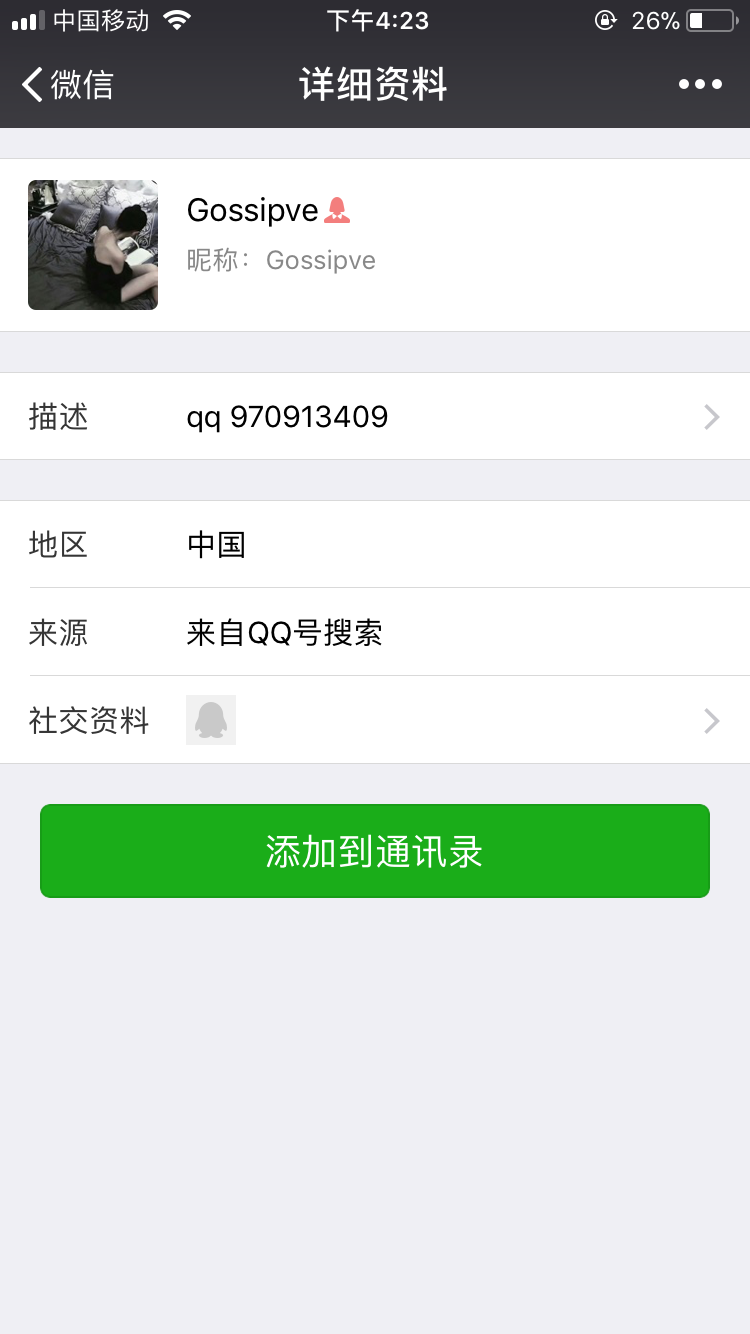 中国移动 下午4:23 26%
微信 详细资料
Gossipve
昵称：Gossipve
描述 qq 970913409
地区 中国
来源 来自QQ号搜索
社交资料
添加到通讯录